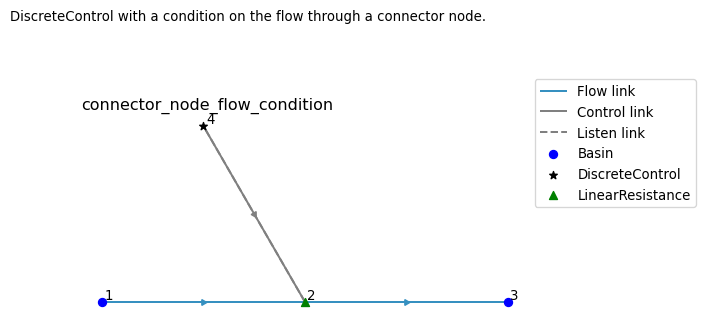 DiscreteControl with a condition on the flow through a connector node.
connector_node_flow_condition
4
1
2
3
Flow link
Control link
Listen link
Basin
DiscreteControl
LinearResistance